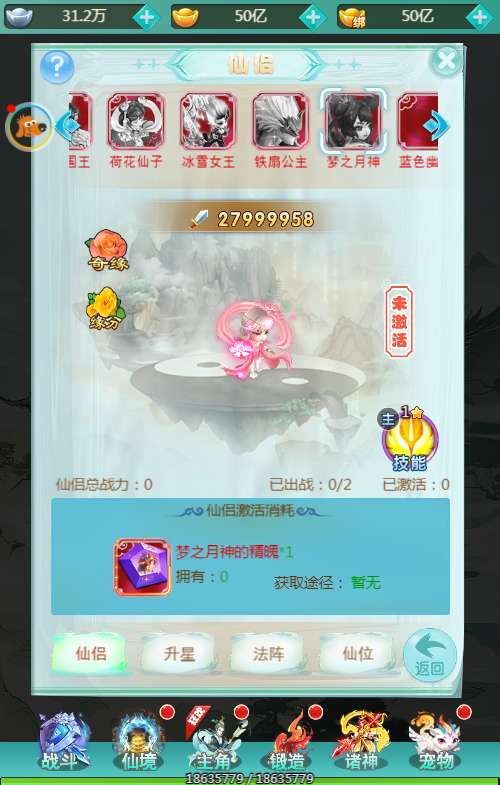 31.2万
50亿
绑
50亿
?
仙侣
国王
荷花仙子
冰雪女王
铁扇公主
梦之月神
蓝色幽
27999958
奇缘
缘分
未激活
主
1
技能
仙侣总战力：0
已出战：0/2
已激活：0
仙侣激活消耗
梦之月神的精魄*1
拥有：0
获取途径：暂无
仙侣
升星
法阵
仙位
返回
战斗
仙境
主角
锻造
诸神
宠物
18635779 / 18635779